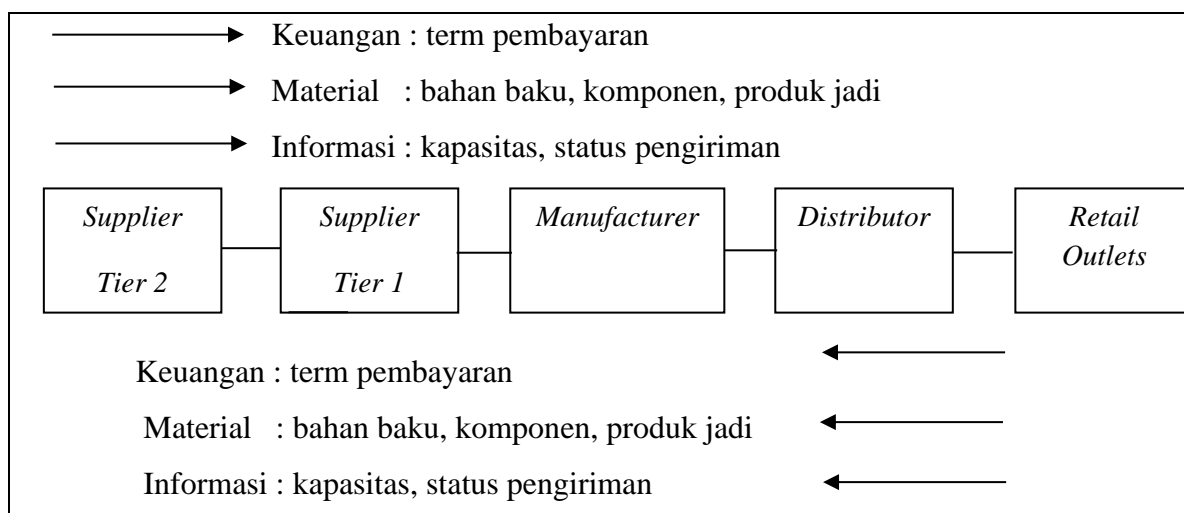 Keuangan : term pembayaran
Material : bahan baku, komponen, produk jadi
Informasi : kapasitas, status pengiriman
Supplier
Tier 2
Supplier
Tier 1
Manufacturer
Distributor
Retail
Outlets
Keuangan : term pembayaran
Material : bahan baku, komponen, produk jadi
Informasi : kapasitas, status pengiriman